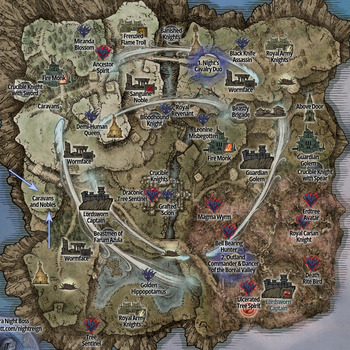 Frenzied
Flame Troll
Banished
Knights
Miranda
Blossom
Ancestor
Spirit
1. Night's
Cavalry Duo
Black Knife
Assassin
Royal Army
Knights
Fire Monk
Crucible Knight
with Sword
Sanguine
Noble
Caravans
Royal
Revenant
Beastly
Brigade
Above Door
Bloodhound
Knight
Demi-Human
Queen
Leonine
Misbegotten
Wormface
Fire Monk
Guardian
Golem
Guardian
Golem
Crucible Knight
with Spear
Crucible
Knights
Draconic
Tree Sentinel
Caravans
and Nobles
Lordsworn
Captain
Grafted
Scion
Magma Wyrm
Erdtree
Avatar
Beastmen of
Farum Azula
Bell Bearing
Hunter
Royal Carian
Knight
Wormface
2. Outland
Commander & Dancer
of the Boreal Valley
Golden
Hippopotamus
Death
Rite Bird
Ulcerated
Tree Spirit
Lordsworn
Captain
Royal Army
Knights
Tree
Sentinel
a Night Boss
tt.com/nightreign